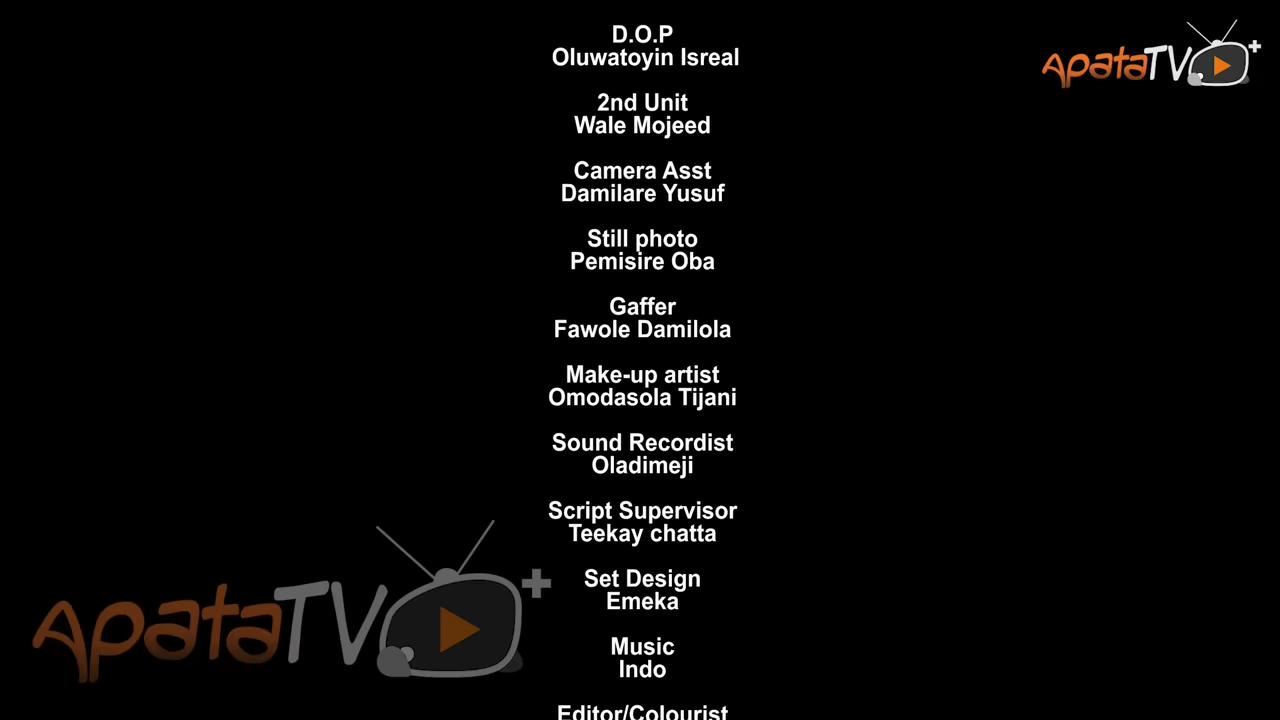 D.O.P
Oluwatoyin Isreal
ApataTV+
2nd Unit
Wale Mojeed
Camera Asst
Damilare Yusuf
Still photo
Pemisire Oba
Gaffer
Fawole Damilola
Make-up artist
Omodasola Tijani
Sound Recordist
Oladimeji
Script Supervisor
Teekay chatta
Set Design
Emeka
ApataTV+
Music
Indo
Editor/Colourist